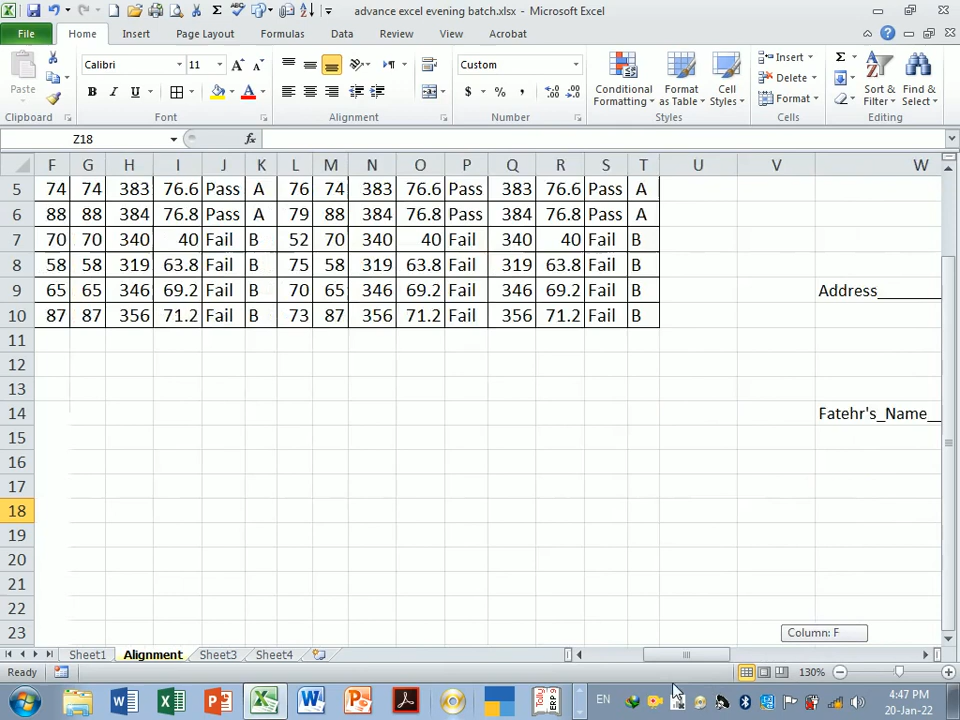 advance excel evening batch.xlsx - Microsoft Excel
File Home Insert Page Layout Formulas Data Review View Acrobat
Calibri 11 Custom
Paste B I U A Conditional Formatting Format as Table Cell Styles Insert Delete Format Sort & Filter Find & Select
Clipboard Font Alignment Number Styles Cells Editing
Z18 fx
F G H I J K L M N O P Q R S T U V W
5 74 74 383 76.6 Pass A 76 74 383 76.6 Pass 383 76.6 Pass A
6 88 88 384 76.8 Pass A 79 88 384 76.8 Pass 384 76.8 Pass A
7 70 70 340 40 Fail B 52 70 340 40 Fail 340 40 Fail B
8 58 58 319 63.8 Fail B 75 58 319 63.8 Fail 319 63.8 Fail B
9 65 65 346 69.2 Fail B 70 65 346 69.2 Fail 346 69.2 Fail B Address________
10 87 87 356 71.2 Fail B 73 87 356 71.2 Fail 356 71.2 Fail B
11
12
13
14 Fatehr's_Name__
15
16
17
18
19
20
21
22
23 Column: F
Sheet1 Alignment Sheet3 Sheet4
Ready 130%
EN 4:47 PM
20-Jan-22